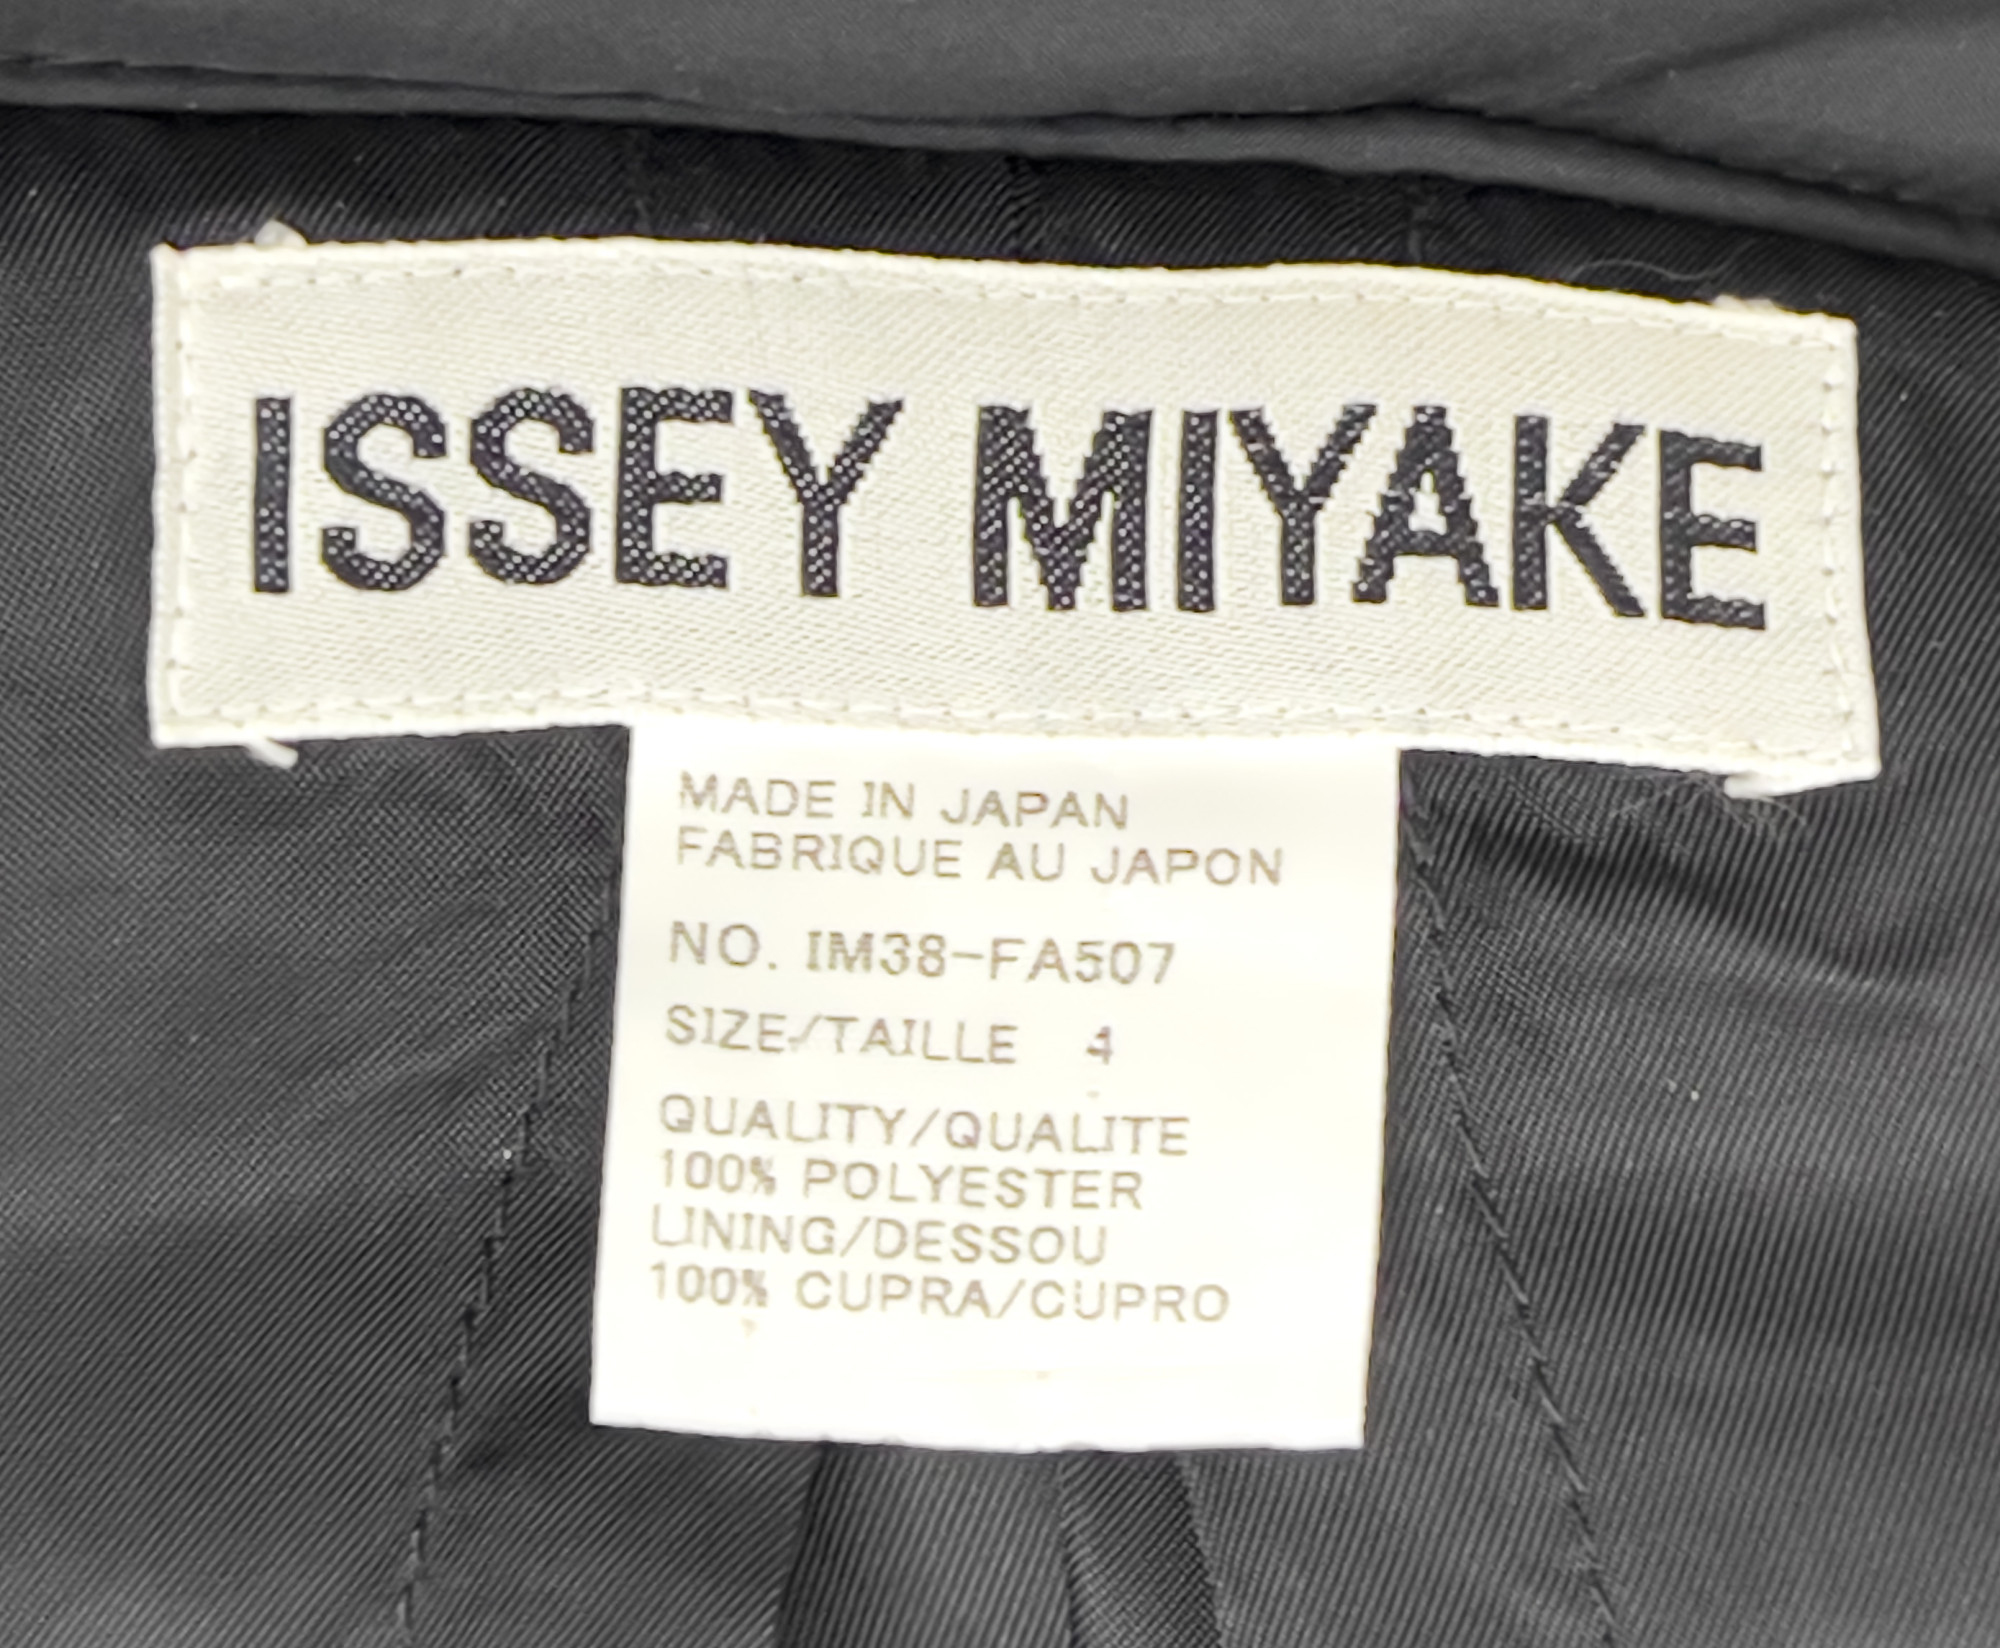 ISSEY MIYAKE
MADE IN JAPAN
FABRIQUE AU JAPON
NO. IM38-FA507
SIZE/TAILLE 4
QUALITY/QUALITE
100% POLYESTER
LINING/DESSOU
100% CUPRA/CUPRO